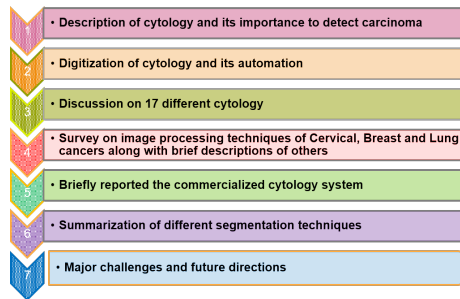 1
• Description of cytology and its importance to detect carcinoma
2
• Digitization of cytology and its automation
3
• Discussion on 17 different cytology
4
• Survey on image processing techniques of Cervical, Breast and Lung
cancers along with brief descriptions of others
5
• Briefly reported the commercialized cytology system
6
• Summarization of different segmentation techniques
7
• Major challenges and future directions